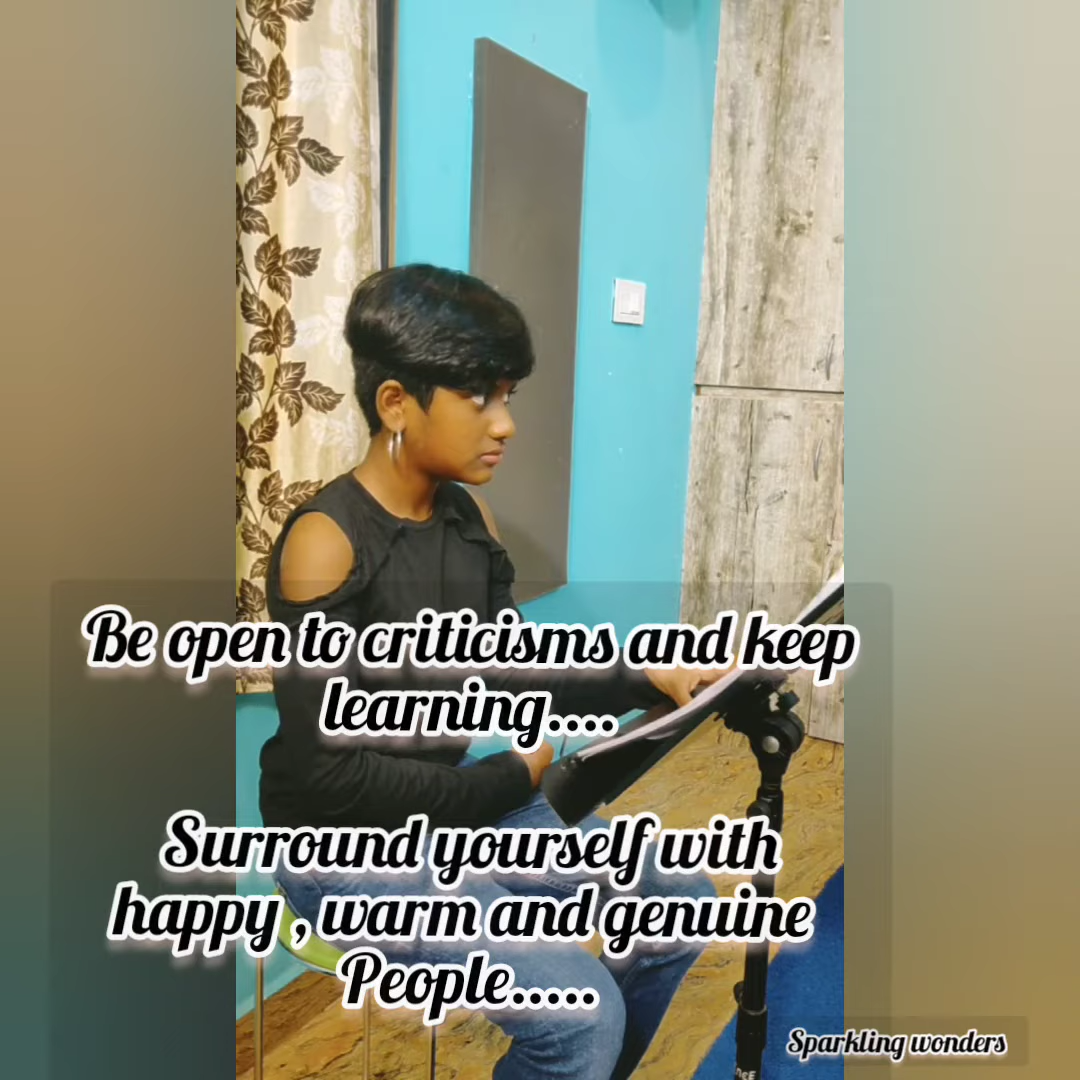 Be open to criticisms and keep
learning....
Surround yourself with
happy , warm and genuine
People.....
Sparkling wonders